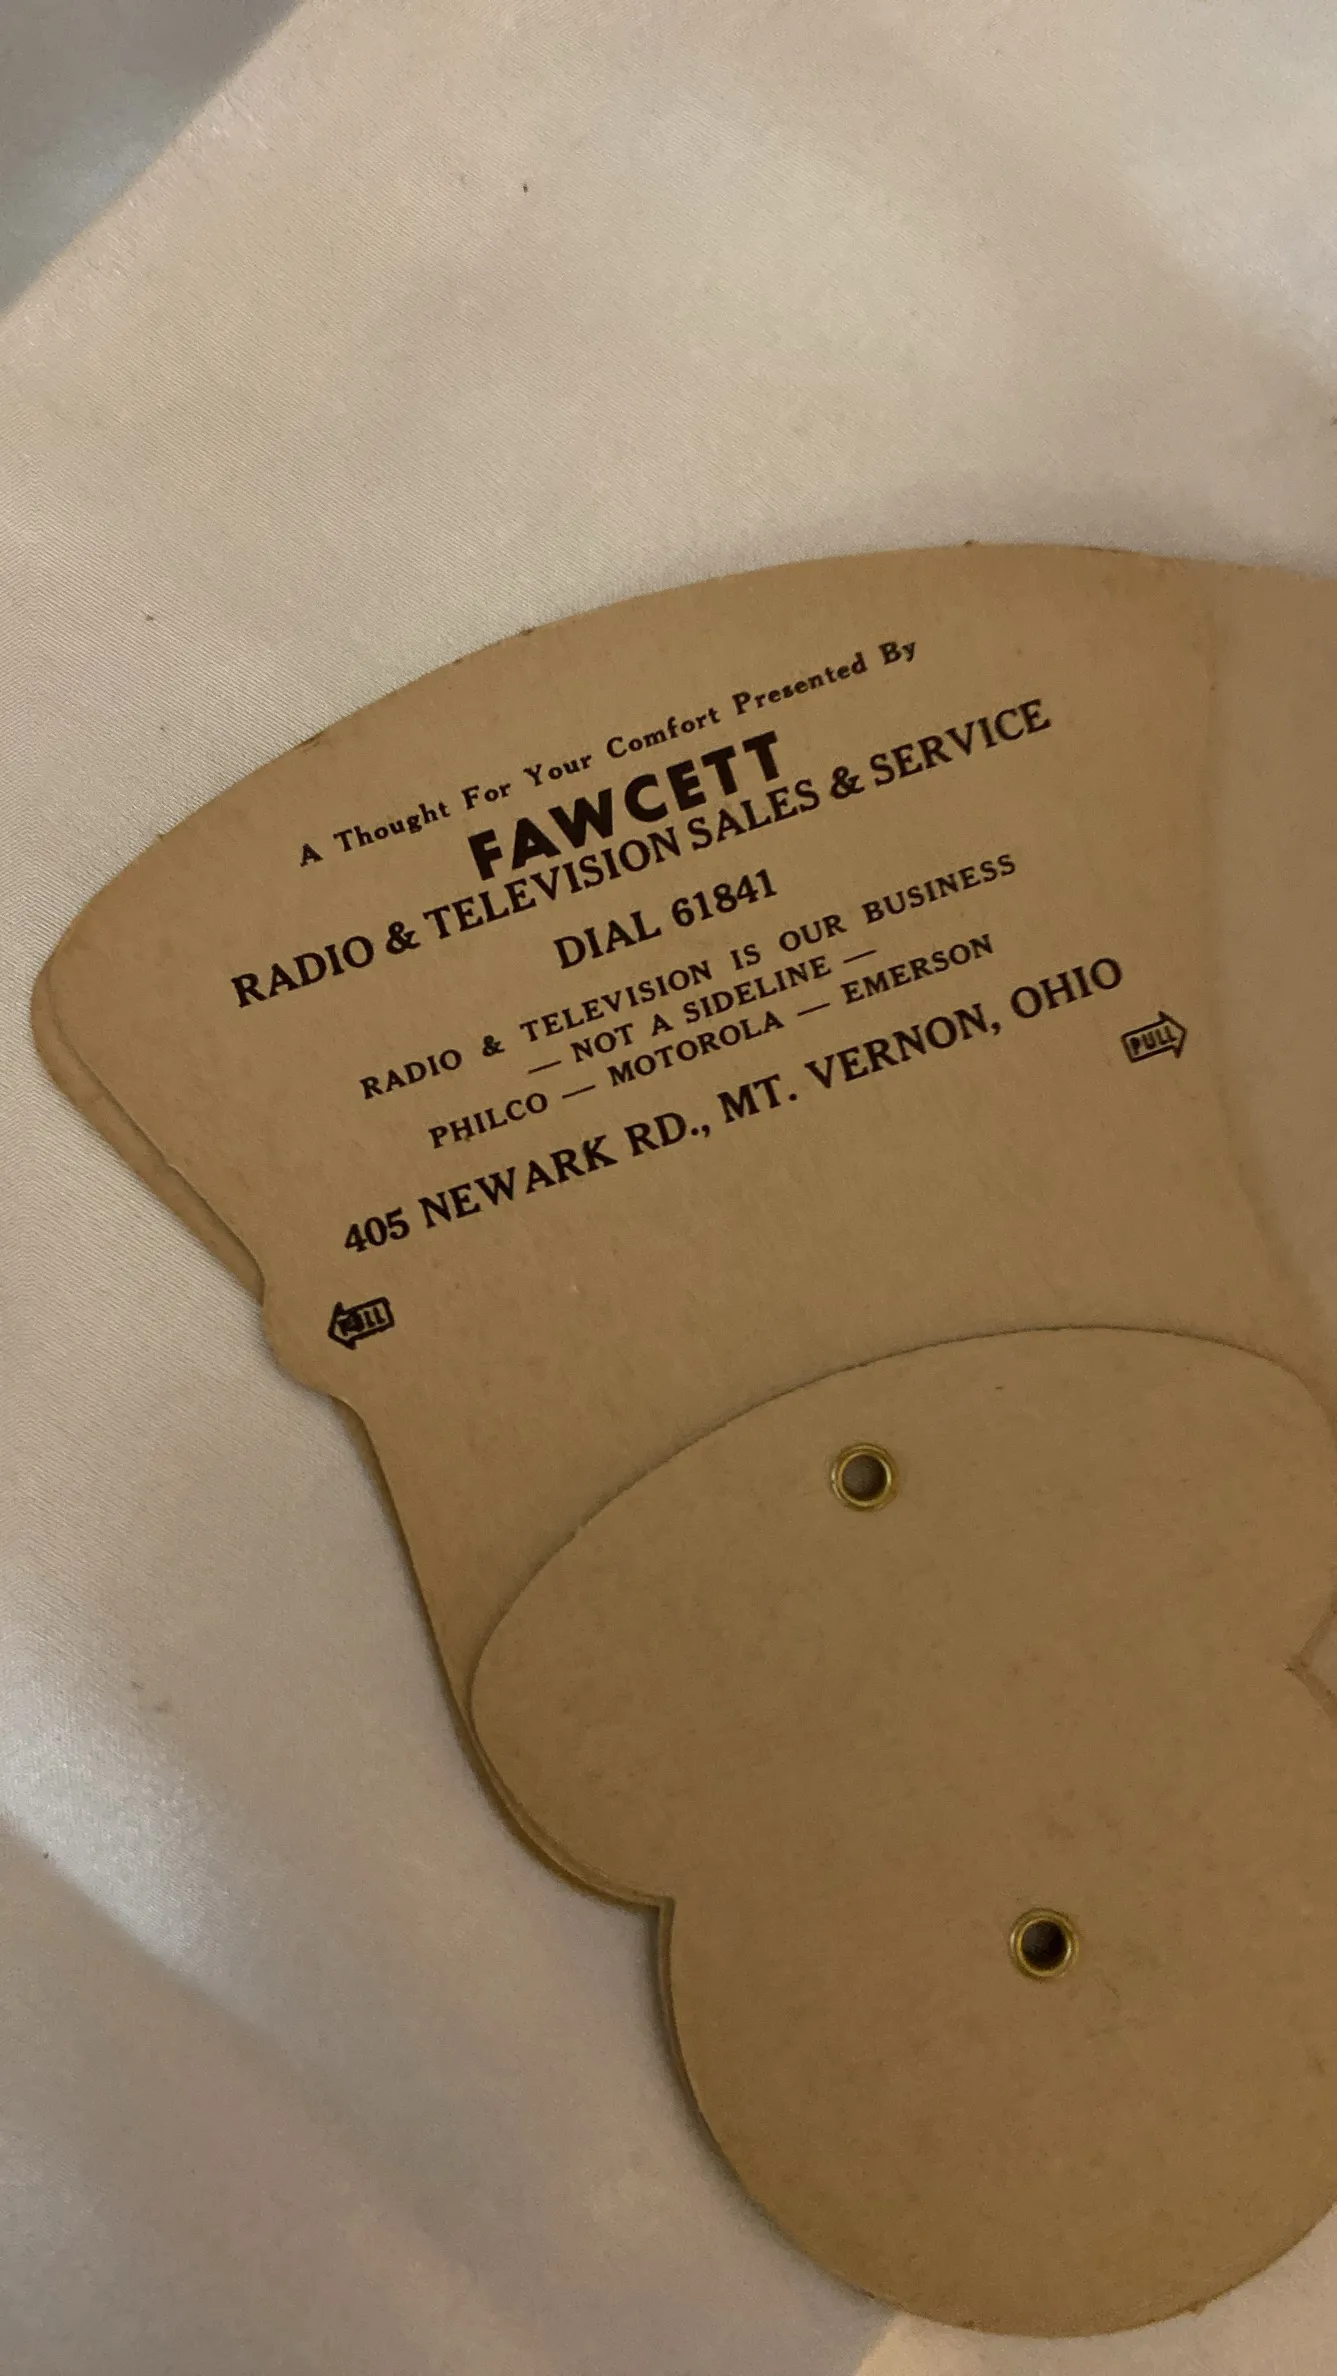 A Thought For Your Comfort Presented By
FAWCETT
RADIO & TELEVISION SALES & SERVICE
DIAL 61841
RADIO & TELEVISION IS OUR BUSINESS
— NOT A SIDELINE —
PHILCO — MOTOROLA — EMERSON
405 NEWARK RD., MT. VERNON, OHIO
PULL
PULL